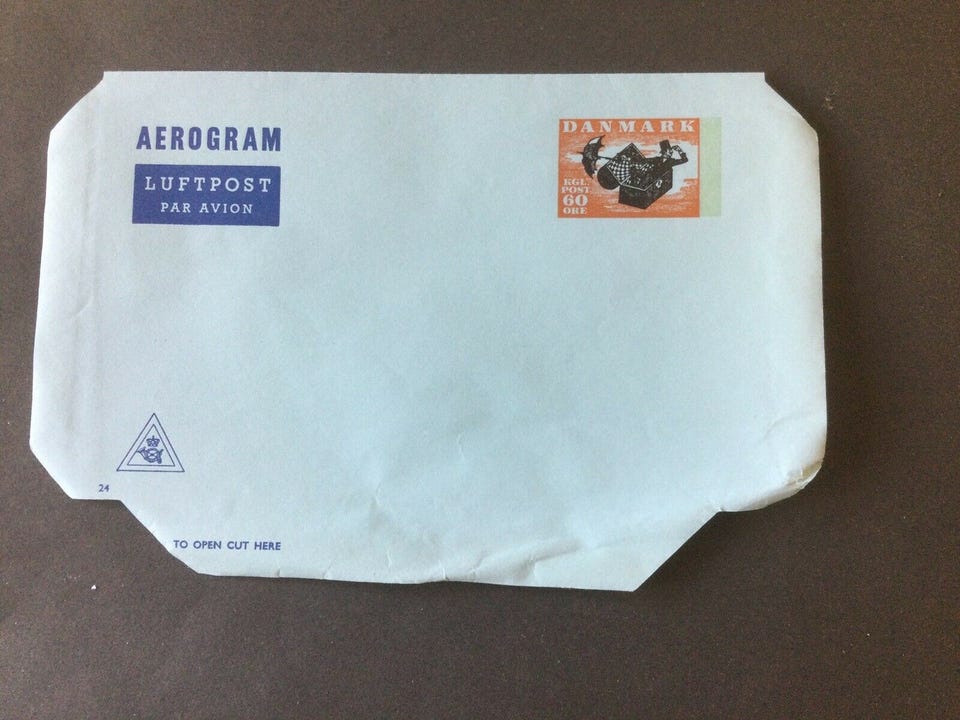 AEROGRAM
LUFTPOST
PAR AVION
DANMARK
KGL.
POST
60
ØRE
24
TO OPEN CUT HERE